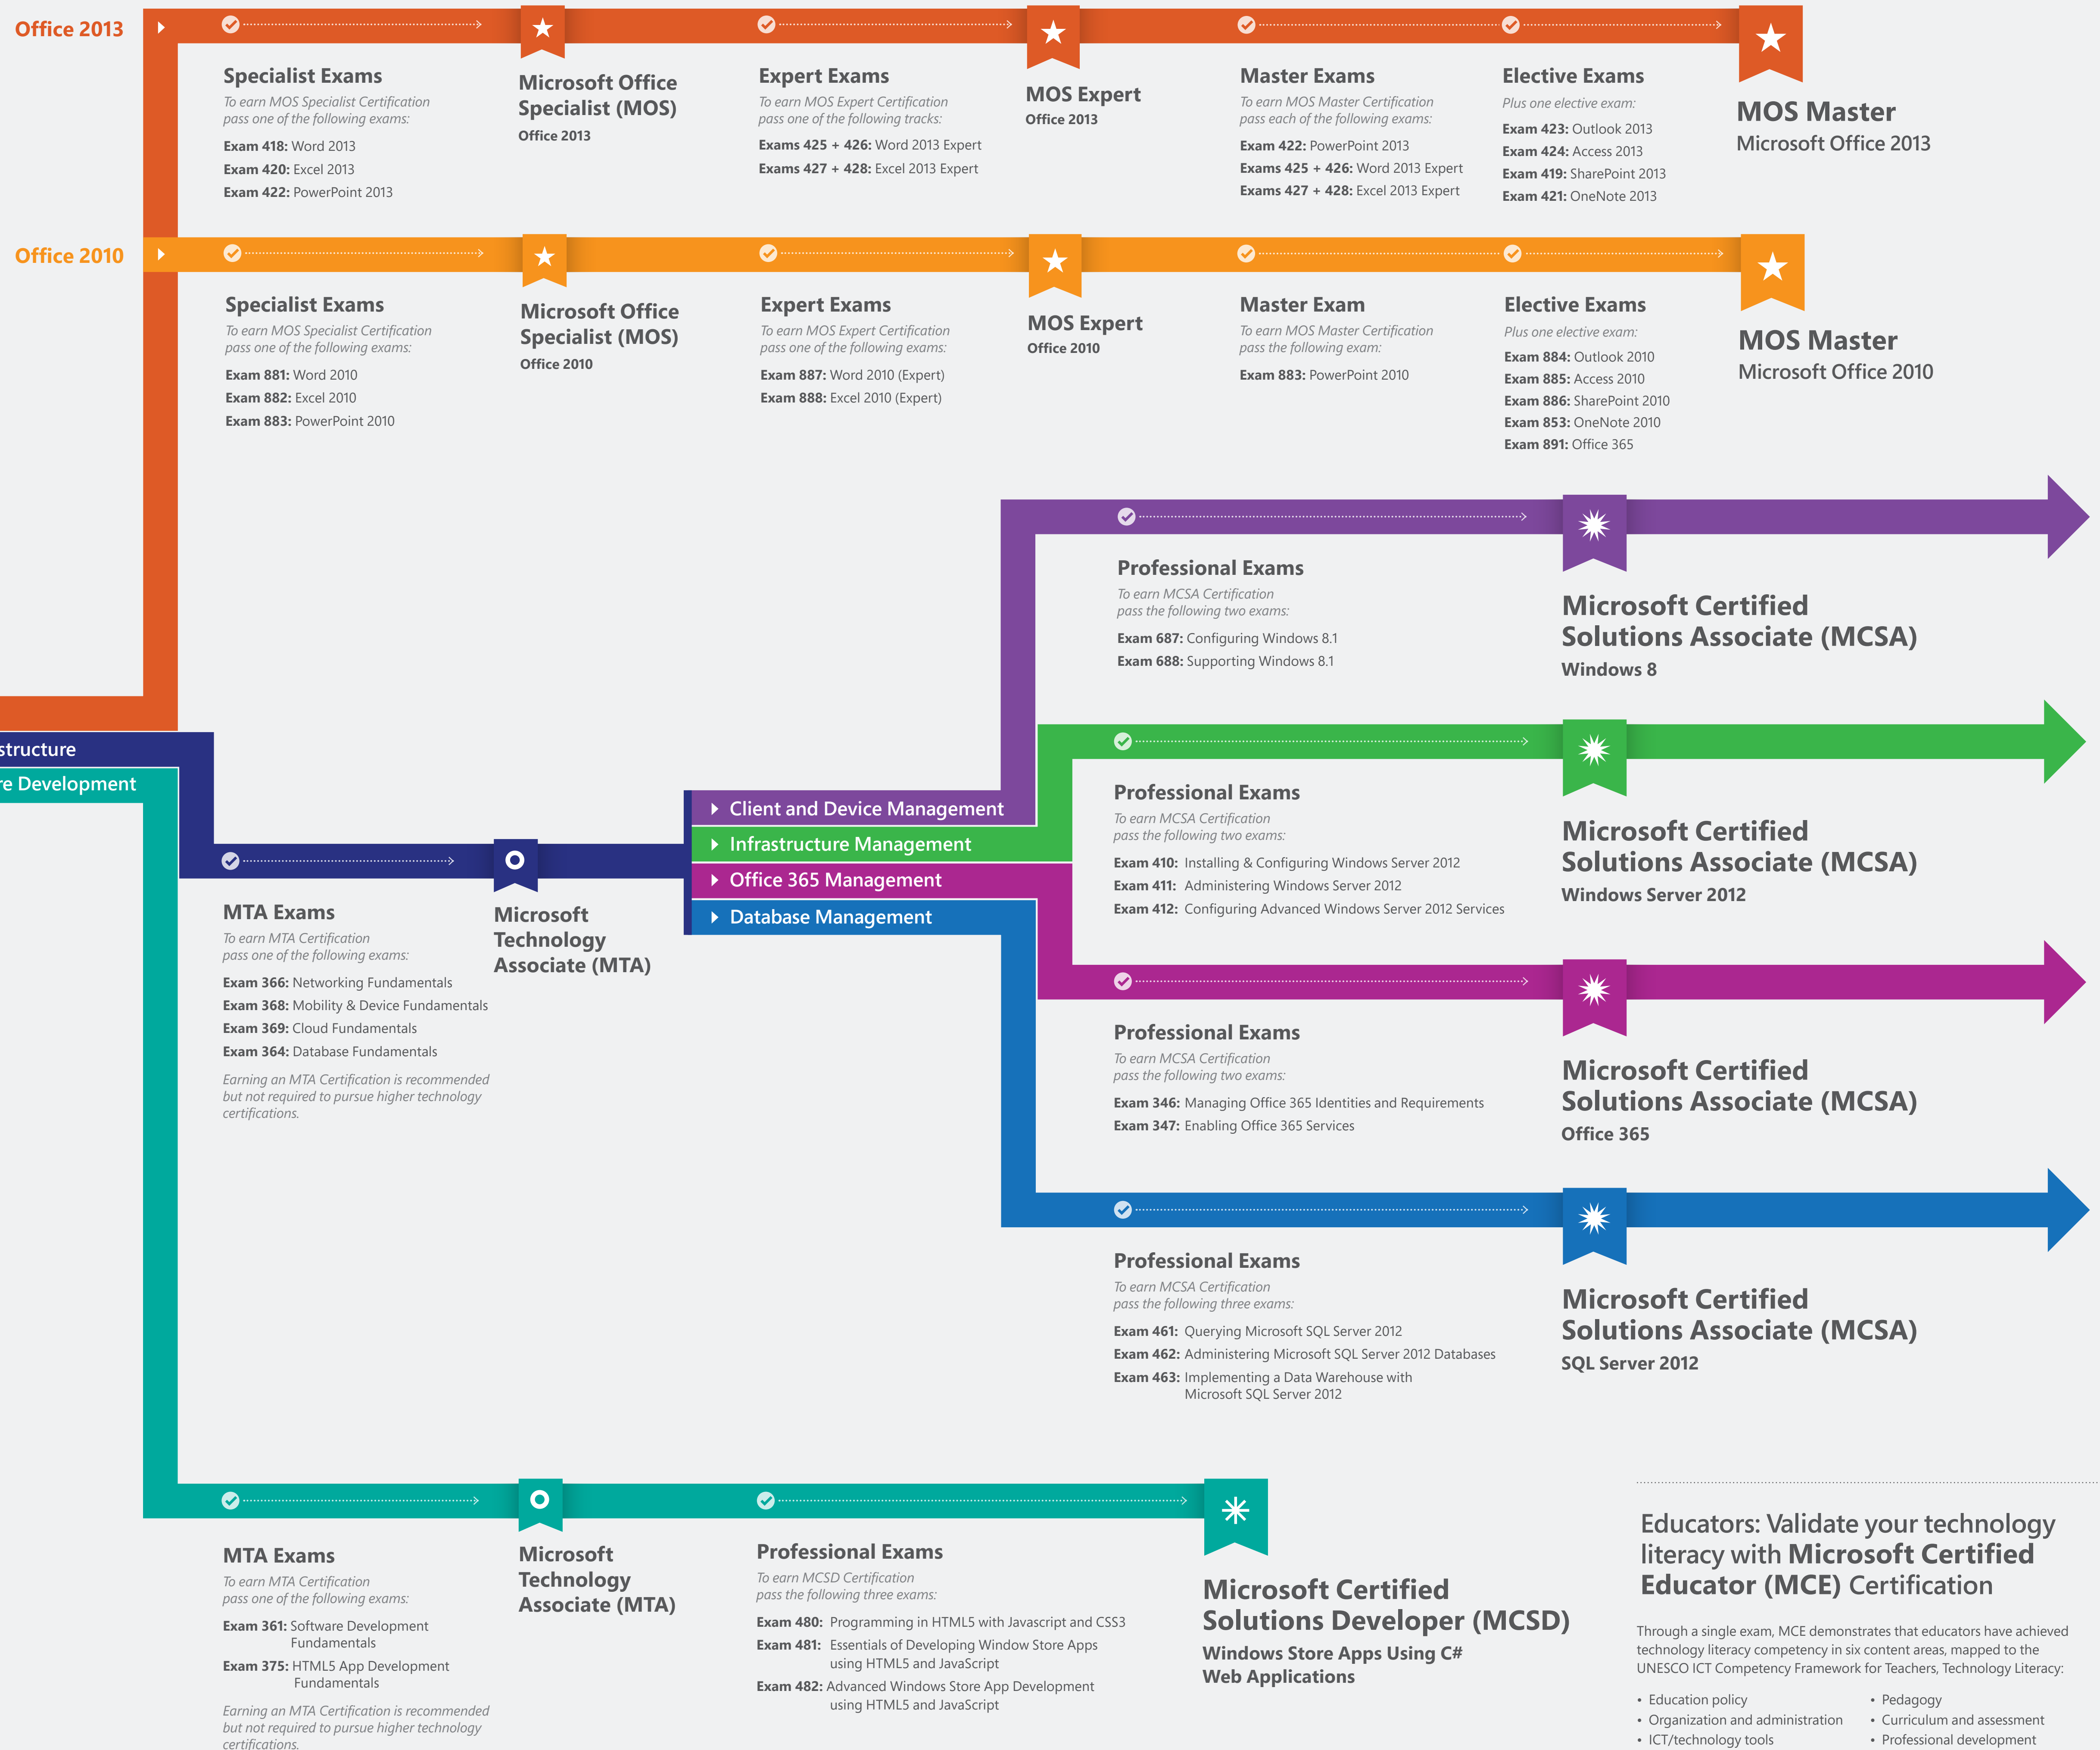 Office 2013
Specialist Exams
To earn MOS Specialist Certification
pass one of the following exams:
Exam 418: Word 2013
Exam 420: Excel 2013
Exam 422: PowerPoint 2013
Microsoft Office
Specialist (MOS)
Office 2013
Expert Exams
To earn MOS Expert Certification
pass one of the following tracks:
Exams 425 + 426: Word 2013 Expert
Exams 427 + 428: Excel 2013 Expert
MOS Expert
Office 2013
Master Exams
To earn MOS Master Certification
pass each of the following exams:
Exam 422: PowerPoint 2013
Exams 425 + 426: Word 2013 Expert
Exams 427 + 428: Excel 2013 Expert
Elective Exams
Plus one elective exam:
Exam 423: Outlook 2013
Exam 424: Access 2013
Exam 419: SharePoint 2013
Exam 421: OneNote 2013
MOS Master
Microsoft Office 2013
Office 2010
Specialist Exams
To earn MOS Specialist Certification
pass one of the following exams:
Exam 881: Word 2010
Exam 882: Excel 2010
Exam 883: PowerPoint 2010
Microsoft Office
Specialist (MOS)
Office 2010
Expert Exams
To earn MOS Expert Certification
pass one of the following exams:
Exam 887: Word 2010 (Expert)
Exam 888: Excel 2010 (Expert)
MOS Expert
Office 2010
Master Exam
To earn MOS Master Certification
pass the following exam:
Exam 883: PowerPoint 2010
Elective Exams
Plus one elective exam:
Exam 884: Outlook 2010
Exam 885: Access 2010
Exam 886: SharePoint 2010
Exam 853: OneNote 2010
Exam 891: Office 365
MOS Master
Microsoft Office 2010
structure
re Development
MTA Exams
To earn MTA Certification
pass one of the following exams:
Exam 366: Networking Fundamentals
Exam 368: Mobility & Device Fundamentals
Exam 369: Cloud Fundamentals
Exam 364: Database Fundamentals
Earning an MTA Certification is recommended
but not required to pursue higher technology
certifications.
Microsoft
Technology
Associate (MTA)
Client and Device Management
Infrastructure Management
Office 365 Management
Database Management
Professional Exams
To earn MCSA Certification
pass the following two exams:
Exam 687: Configuring Windows 8.1
Exam 688: Supporting Windows 8.1
Microsoft Certified
Solutions Associate (MCSA)
Windows 8
Professional Exams
To earn MCSA Certification
pass the following two exams:
Exam 410: Installing & Configuring Windows Server 2012
Exam 411: Administering Windows Server 2012
Exam 412: Configuring Advanced Windows Server 2012 Services
Microsoft Certified
Solutions Associate (MCSA)
Windows Server 2012
Professional Exams
To earn MCSA Certification
pass the following two exams:
Exam 346: Managing Office 365 Identities and Requirements
Exam 347: Enabling Office 365 Services
Microsoft Certified
Solutions Associate (MCSA)
Office 365
Professional Exams
To earn MCSA Certification
pass the following three exams:
Exam 461: Querying Microsoft SQL Server 2012
Exam 462: Administering Microsoft SQL Server 2012 Databases
Exam 463: Implementing a Data Warehouse with
Microsoft SQL Server 2012
Microsoft Certified
Solutions Associate (MCSA)
SQL Server 2012
MTA Exams
To earn MTA Certification
pass one of the following exams:
Exam 361: Software Development
Fundamentals
Exam 375: HTML5 App Development
Fundamentals
Earning an MTA Certification is recommended
but not required to pursue higher technology
certifications.
Microsoft
Technology
Associate (MTA)
Professional Exams
To earn MCSD Certification
pass the following three exams:
Exam 480: Programming in HTML5 with Javascript and CSS3
Exam 481: Essentials of Developing Window Store Apps
using HTML5 and JavaScript
Exam 482: Advanced Windows Store App Development
using HTML5 and JavaScript
Microsoft Certified
Solutions Developer (MCSD)
Windows Store Apps Using C#
Web Applications
Educators: Validate your technology
literacy with Microsoft Certified
Educator (MCE) Certification
Through a single exam, MCE demonstrates that educators have achieved
technology literacy competency in six content areas, mapped to the
UNESCO ICT Competency Framework for Teachers, Technology Literacy:
• Education policy
• Organization and administration
• ICT/technology tools
• Pedagogy
• Curriculum and assessment
• Professional development